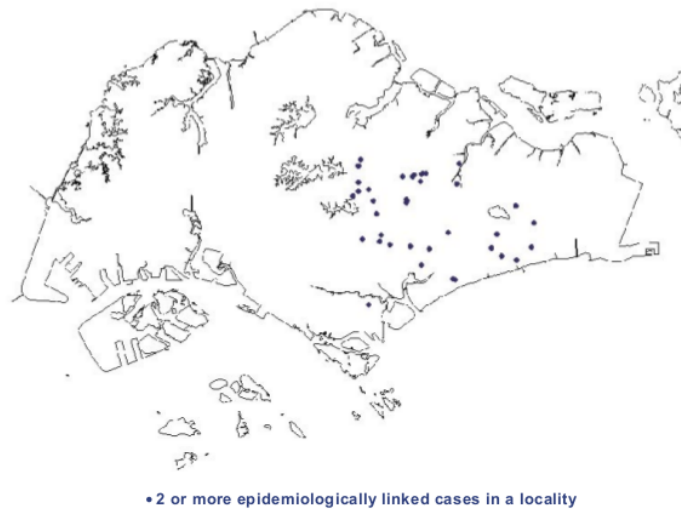 • 2 or more epidemiologically linked cases in a locality